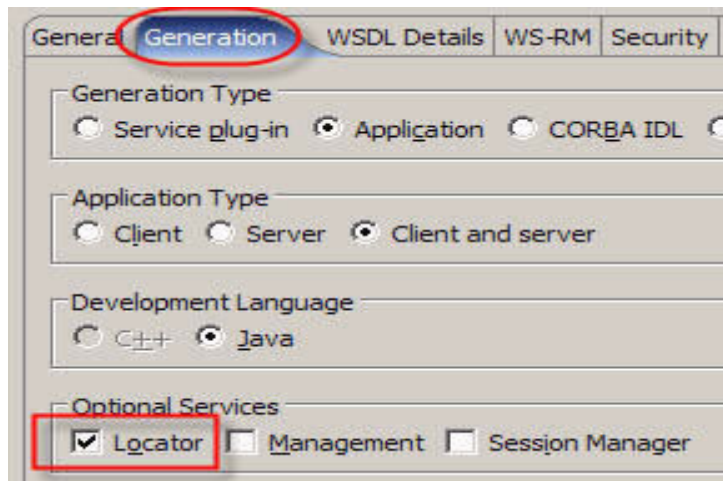 General Generation WSDL Details WS-RM Security
Generation Type
Service plug-in Application CORBA IDL
Application Type
Client Server Client and server
Development Language
C++ Java
Optional Services
Locator Management Session Manager